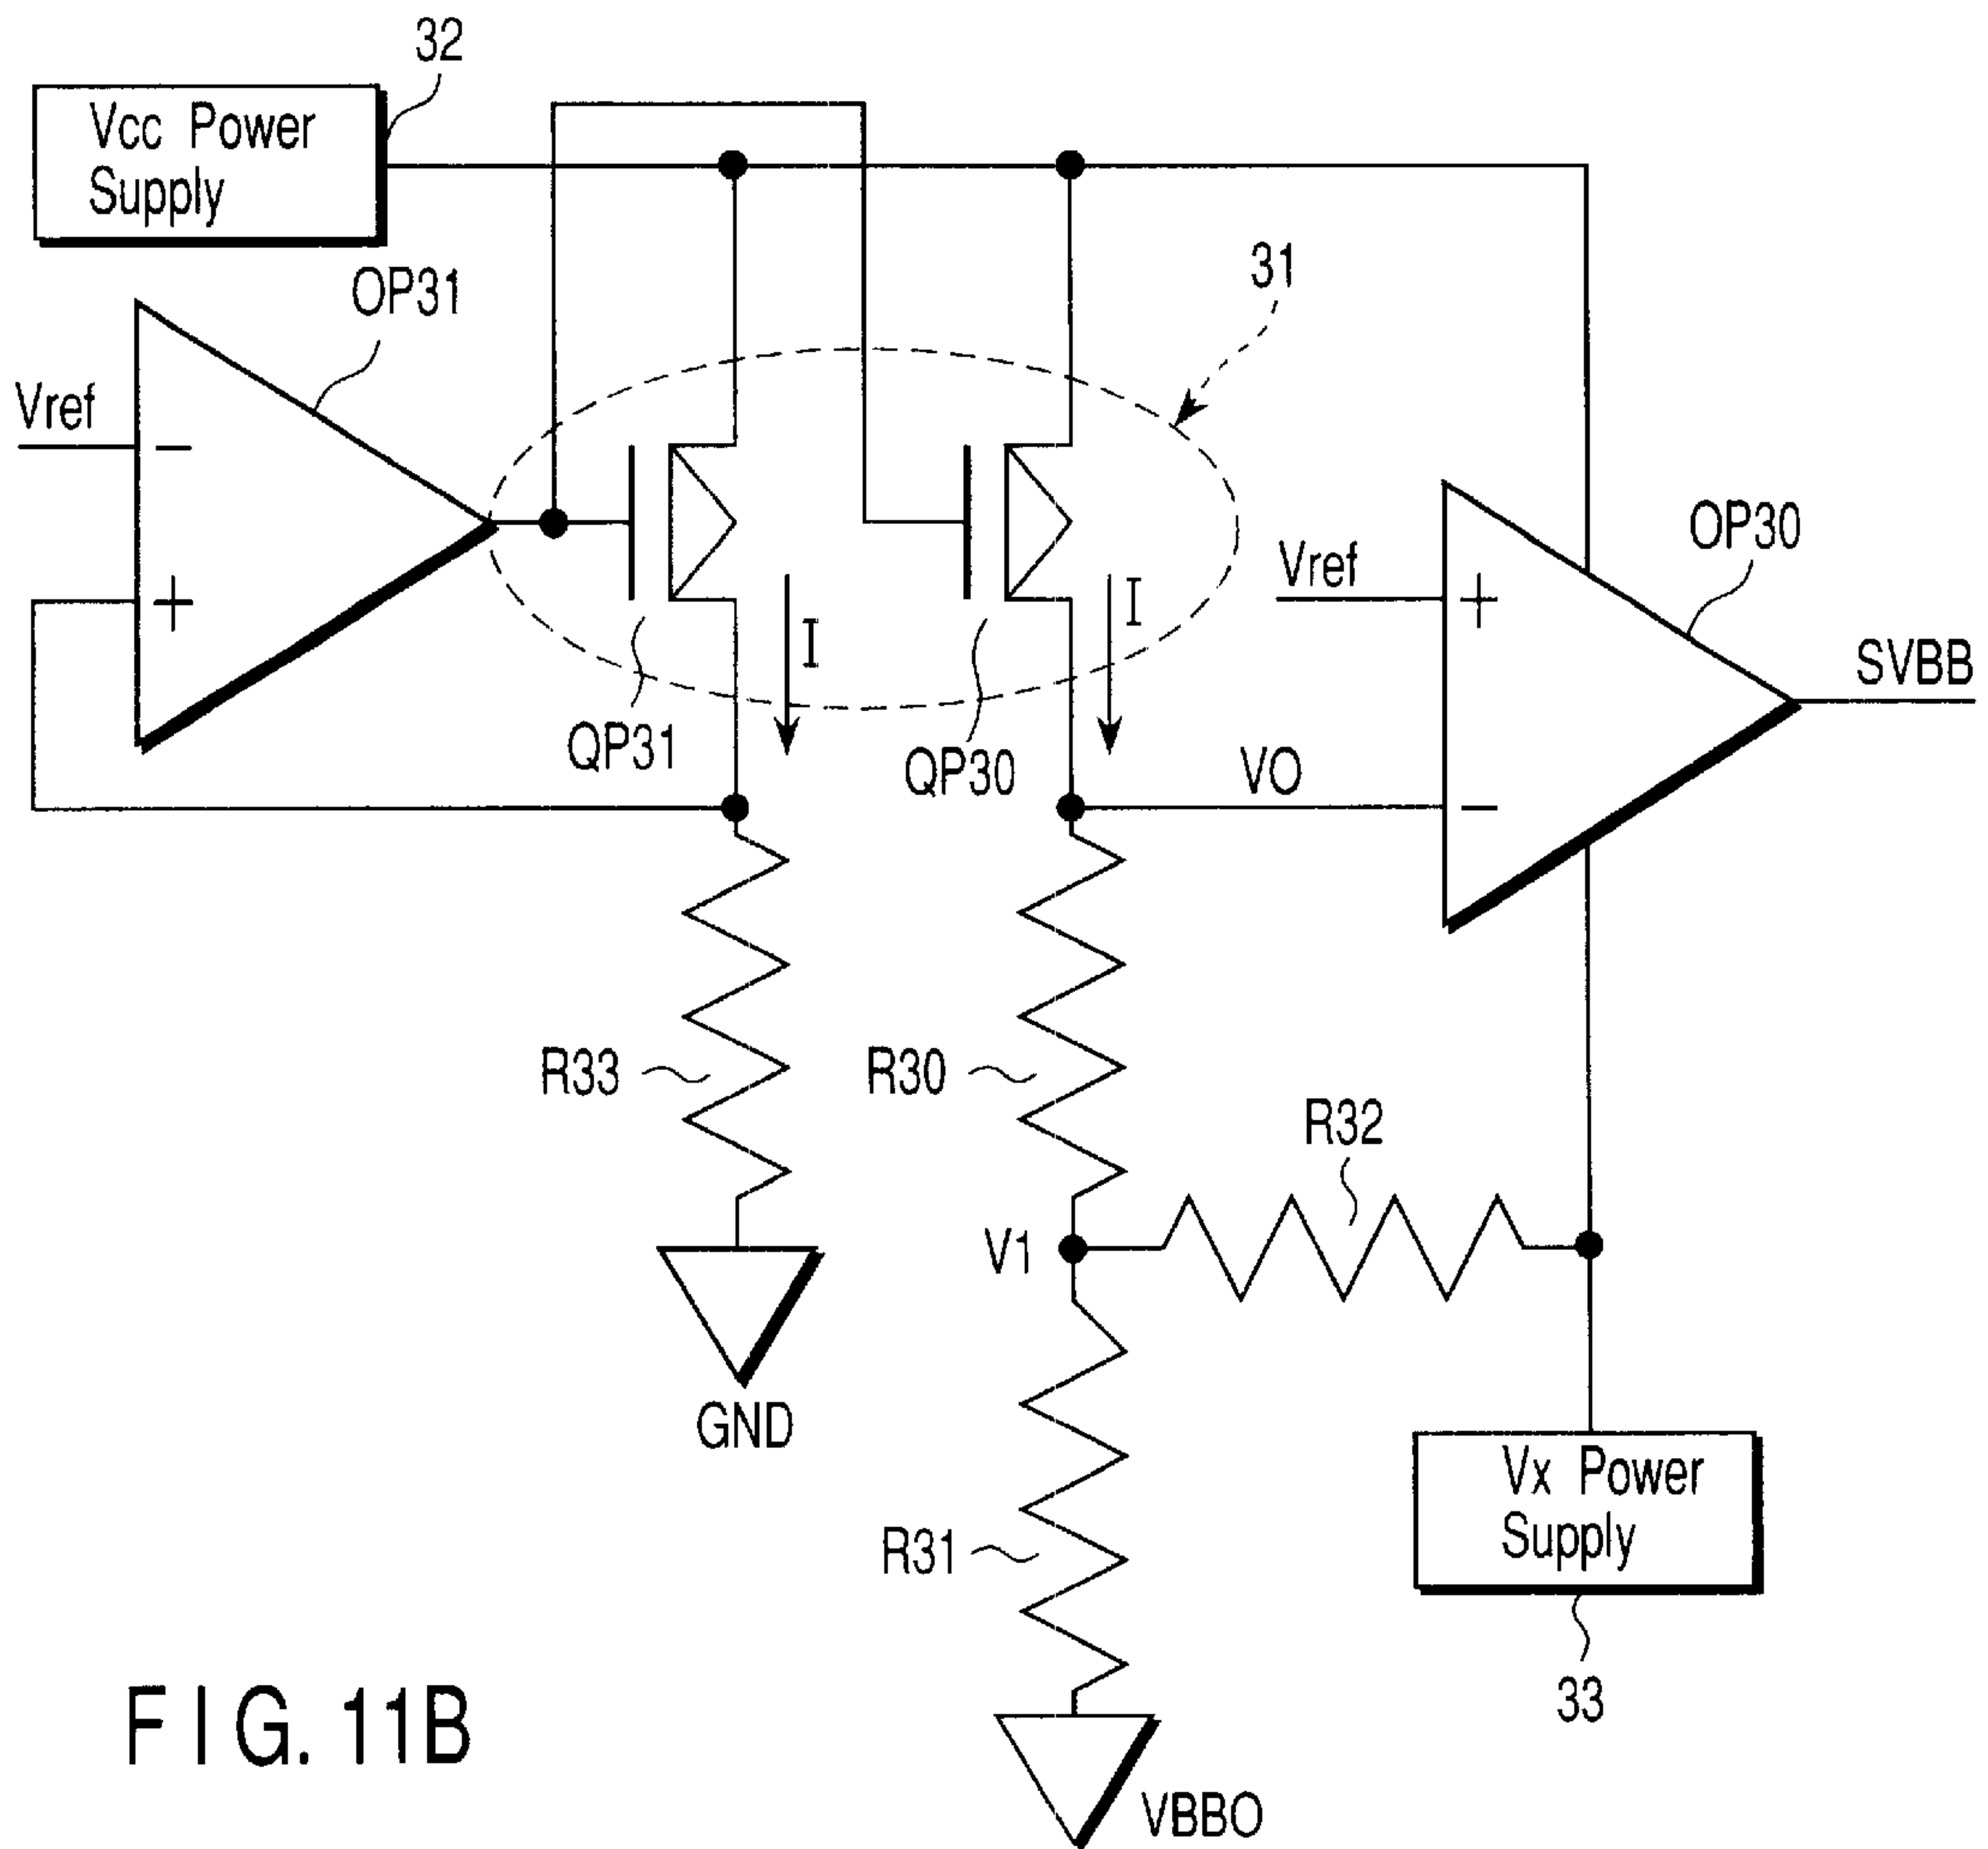 32
Vcc Power
Supply
OP31
31
Vref
−
+
OP30
Vref
+
SVBB
I
I
QP31
QP30
VO
−
R33
R30
R32
V1
GND
Vx Power
Supply
R31
33
FIG. 11B
VBBO